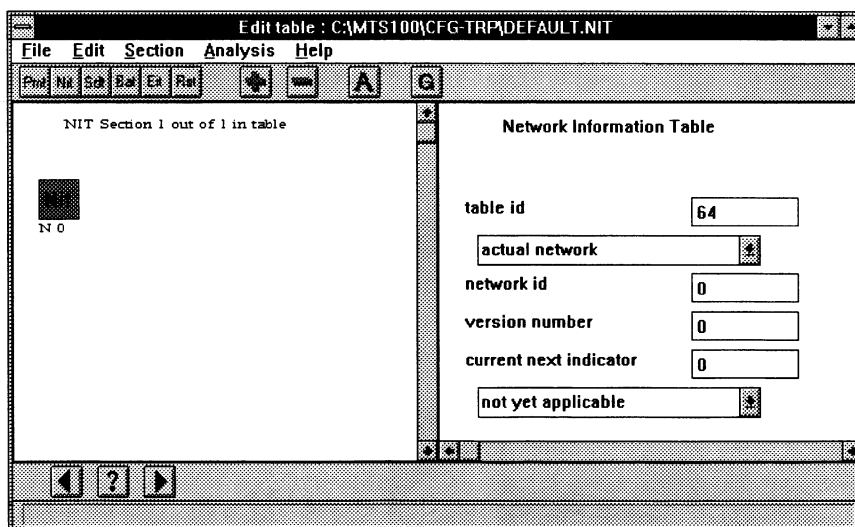 Edit table : C:\MTS100\CFG-TRP\DEFAULT.NIT
File Edit Section Analysis Help
Pmt Nit Sdt Bat Eit Rst A G
NIT Section 1 out of 1 in table
Nit
N 0
Network Information Table
table id 64
actual network
network id 0
version number 0
current next indicator 0
not yet applicable
?